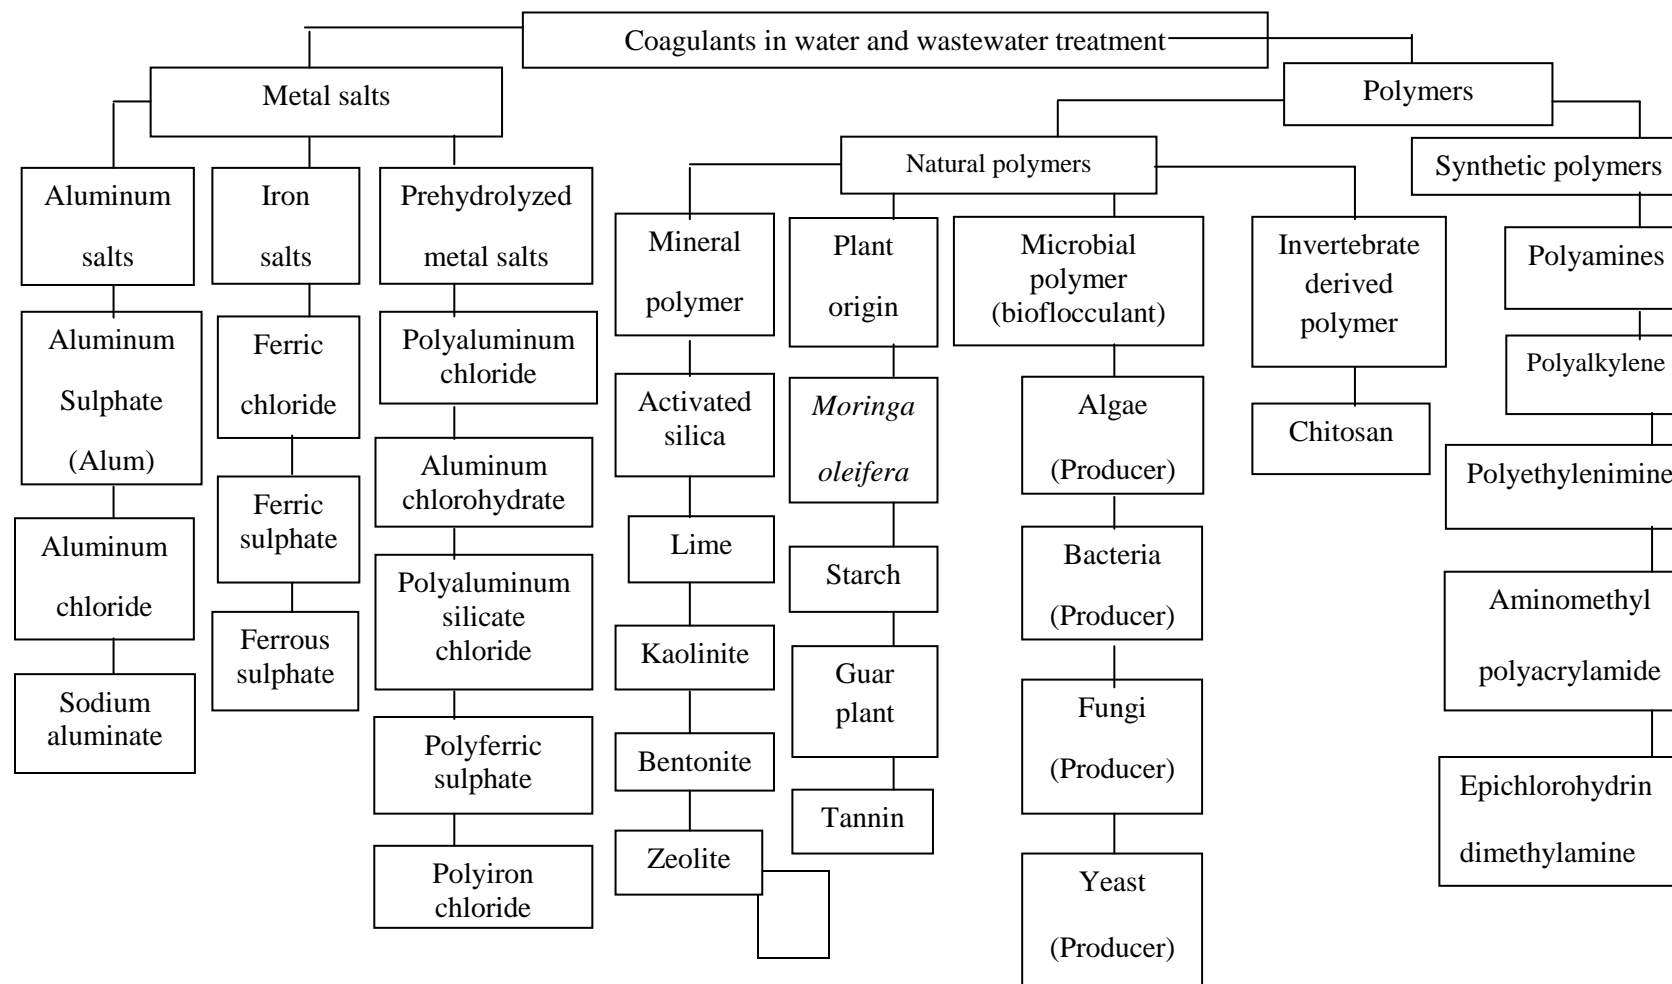 Coagulants in water and wastewater treatment
Metal salts
Polymers
Natural polymers
Synthetic polymers
Aluminum
salts
Iron
salts
Prehydrolyzed
metal salts
Mineral
polymer
Plant
origin
Microbial
polymer
(bioflocculant)
Invertebrate
derived
polymer
Polyamines
Aluminum
Sulphate
(Alum)
Ferric
chloride
Polyaluminum
chloride
Activated
silica
Moringa
oleifera
Algae
(Producer)
Chitosan
Polyalkylene
Aluminum
chloride
Ferric
sulphate
Aluminum
chlorohydrate
Lime
Starch
Bacteria
(Producer)
Polyethylenimine
Sodium
aluminate
Ferrous
sulphate
Polyaluminum
silicate
chloride
Kaolinite
Guar
plant
Fungi
(Producer)
Aminomethyl
polyacrylamide
Polyferric
sulphate
Bentonite
Tannin
Yeast
(Producer)
Epichlorohydrin
dimethylamine
Polyiron
chloride
Zeolite